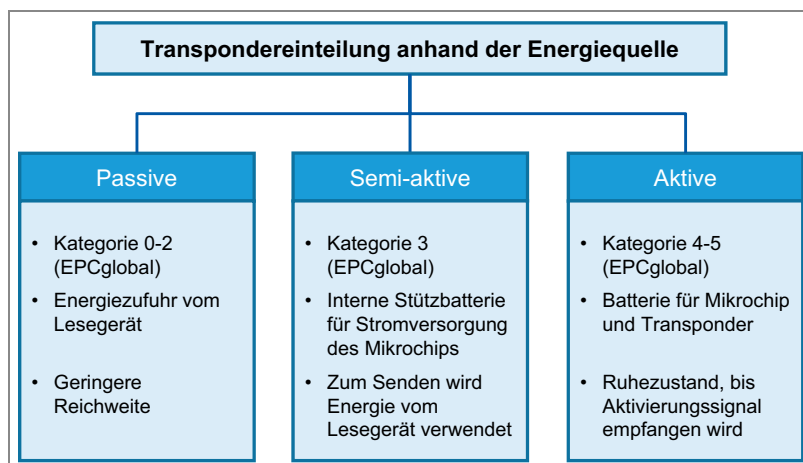 Transpondereinteilung anhand der Energiequelle
Passive
• Kategorie 0-2
(EPCglobal)
• Energiezufuhr vom
Lesegerät
• Geringere
Reichweite
Semi-aktive
• Kategorie 3
(EPCglobal)
• Interne Stützbatterie
für Stromversorgung
des Mikrochips
• Zum Senden wird
Energie vom
Lesegerät verwendet
Aktive
• Kategorie 4-5
(EPCglobal)
• Batterie für Mikrochip
und Transponder
• Ruhezustand, bis
Aktivierungssignal
empfangen wird